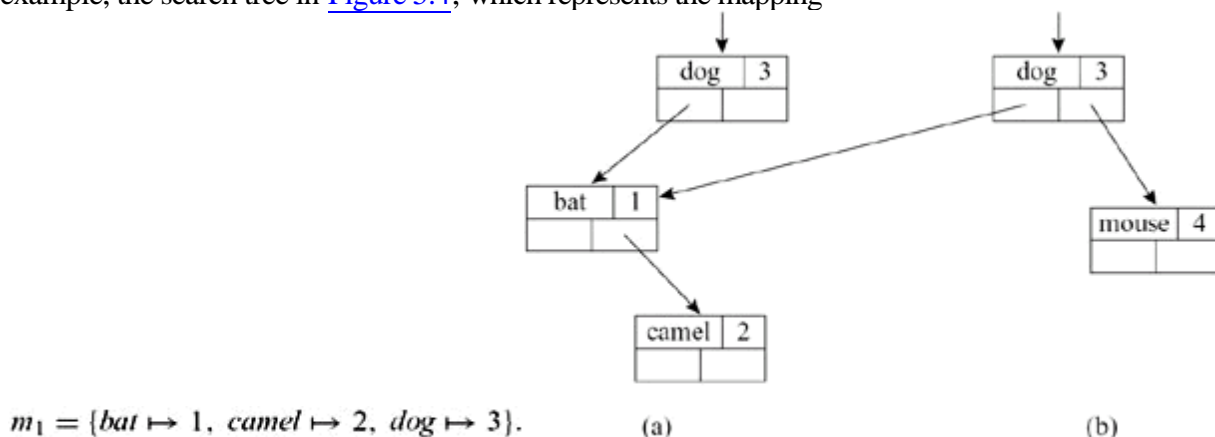 example, the search tree in Figure 5.4, which represents the mapping
dog 3
dog 3
bat 1
mouse 4
camel 2
m₁ = {bat ↦ 1, camel ↦ 2, dog ↦ 3}.
(a)
(b)